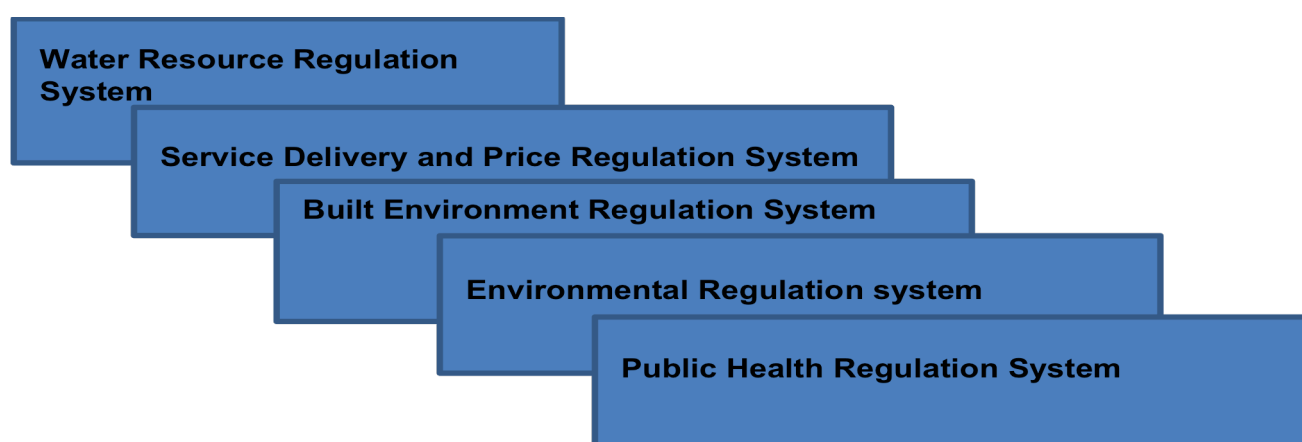 Water Resource Regulation
System
Service Delivery and Price Regulation System
Built Environment Regulation System
Environmental Regulation system
Public Health Regulation System